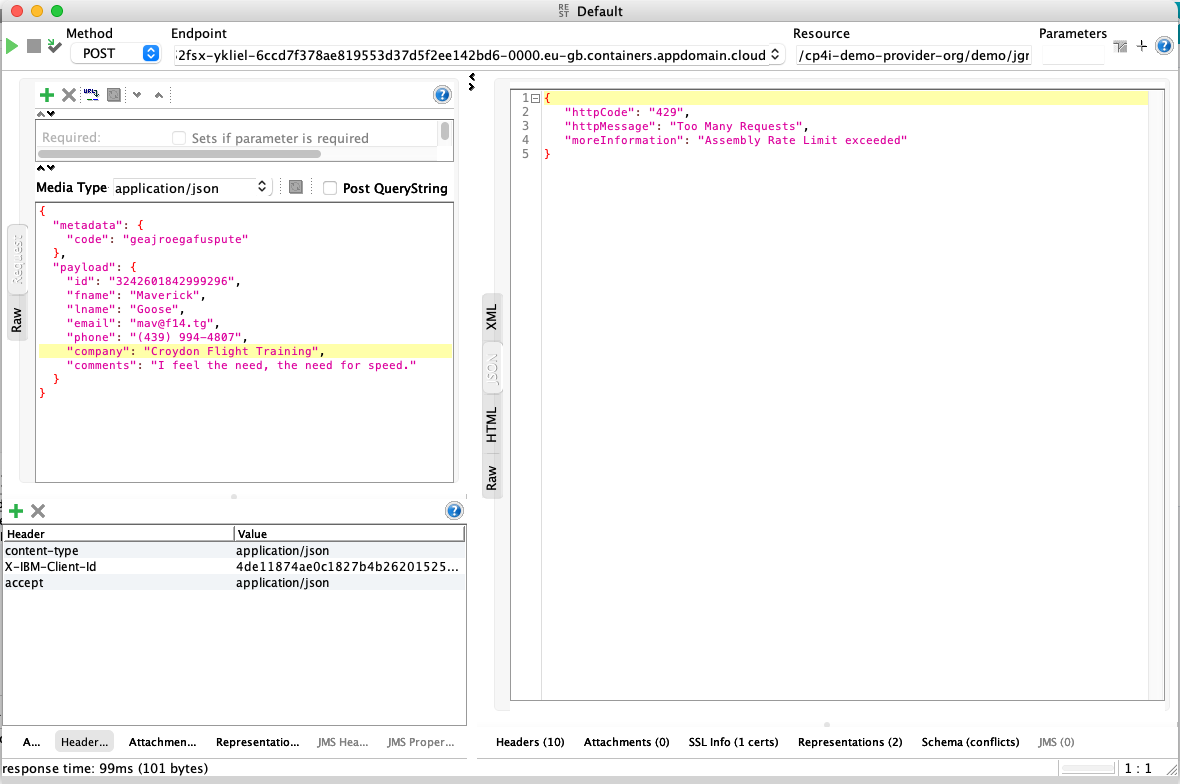 RE
ST
Default
Method
Endpoint
Resource
Parameters
POST
2fsx-ykliel-6ccd7f378ae819553d37d5f2ee142bd6-0000.eu-gb.containers.appdomain.cloud
/cp4i-demo-provider-org/demo/jgr
Required:
Sets if parameter is required
Media Type
application/json
Post QueryString
Request
Raw
{
"metadata": {
"code": "geajroegafuspute"
},
"payload": {
"id": "3242601842999296",
"fname": "Maverick",
"lname": "Goose",
"email": "mav@f14.tg",
"phone": "(439) 994-4807",
"company": "Croydon Flight Training",
"comments": "I feel the need, the need for speed."
}
}
Header
Value
content-type
application/json
X-IBM-Client-Id
4de11874ae0c1827b4b26201525...
accept
application/json
A...
Header...
Attachmen...
Representatio...
JMS Hea...
JMS Proper...
response time: 99ms (101 bytes)
XML
JSON
HTML
Raw
1 {
2 "httpCode": "429",
3 "httpMessage": "Too Many Requests",
4 "moreInformation": "Assembly Rate Limit exceeded"
5 }
Headers (10)
Attachments (0)
SSL Info (1 certs)
Representations (2)
Schema (conflicts)
JMS (0)
1 : 1